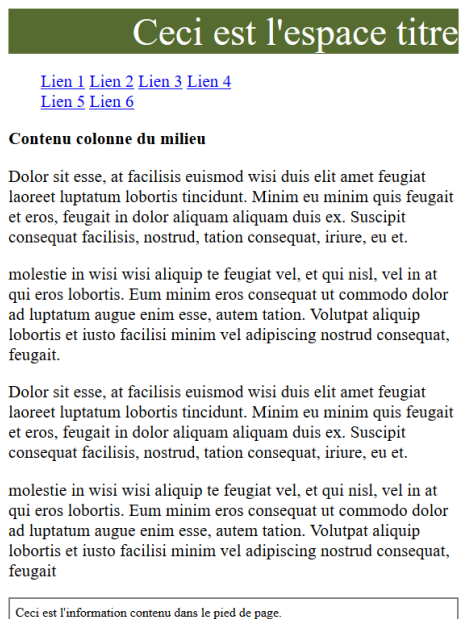 Ceci est l'espace titre
Lien 1 Lien 2 Lien 3 Lien 4
Lien 5 Lien 6
Contenu colonne du milieu
Dolor sit esse, at facilisis euismod wisi duis elit amet feugiat
laoreet luptatum lobortis tincidunt. Minim eu minim quis feugait
et eros, feugait in dolor aliquam aliquam duis ex. Suscipit
consequat facilisis, nostrud, tation consequat, iriure, eu et.
molestie in wisi wisi aliquip te feugiat vel, et qui nisl, vel in at
qui eros lobortis. Eum minim eros consequat ut commodo dolor
ad luptatum augue enim esse, autem tation. Volutpat aliquip
lobortis et iusto facilisi minim vel adipiscing nostrud consequat,
feugait.
Dolor sit esse, at facilisis euismod wisi duis elit amet feugiat
laoreet luptatum lobortis tincidunt. Minim eu minim quis feugait
et eros, feugait in dolor aliquam aliquam duis ex. Suscipit
consequat facilisis, nostrud, tation consequat, iriure, eu et.
molestie in wisi wisi aliquip te feugiat vel, et qui nisl, vel in at
qui eros lobortis. Eum minim eros consequat ut commodo dolor
ad luptatum augue enim esse, autem tation. Volutpat aliquip
lobortis et iusto facilisi minim vel adipiscing nostrud consequat,
feugait
Ceci est l'information contenu dans le pied de page.